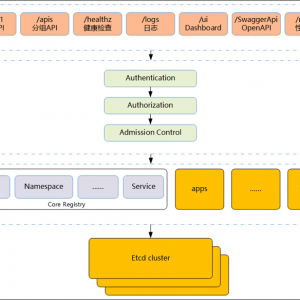 1
PI
/apis
分组API
/healthz
健康检查
/logs
日志
/ui
Dashboard
/SwaggerApi
OpenAPI
/m
Authentication
Authorization
Admission Control
Namespace
......
Service
Core Registry
apps
......
Etcd cluster